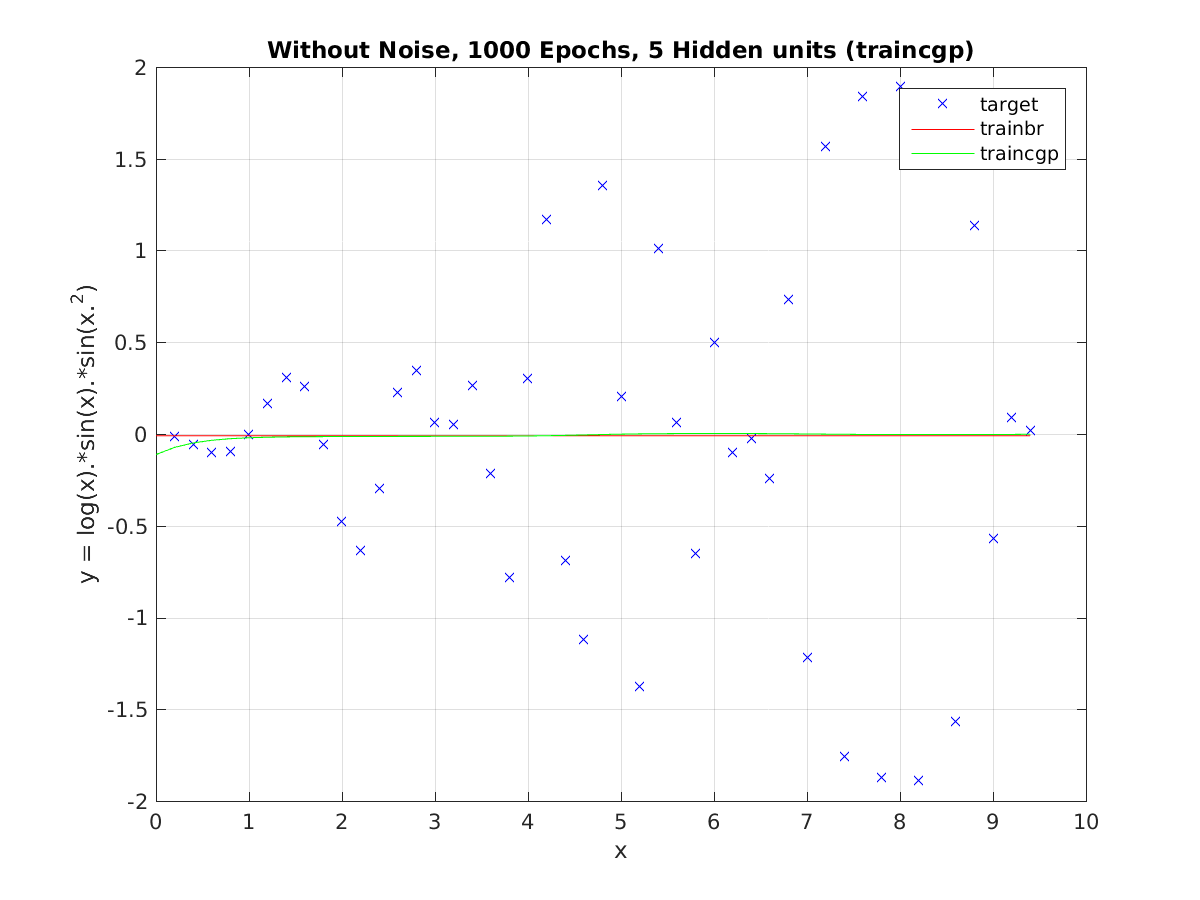 Without Noise, 1000 Epochs, 5 Hidden units (traincgp)
2
1.5
1
0.5
0
-0.5
-1
-1.5
-2
y = log(x).*sin(x).*sin(x.²)
target
trainbr
traincgp
0 1 2 3 4 5 6 7 8 9 10
x